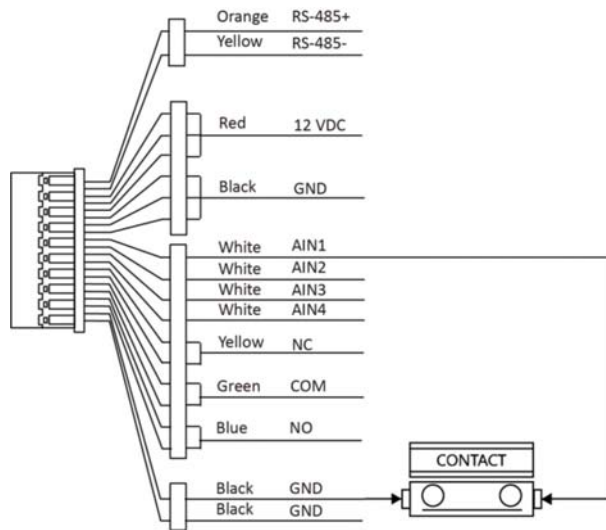 Orange RS-485+
Yellow RS-485-
Red 12 VDC
Black GND
White AIN1
White AIN2
White AIN3
White AIN4
Yellow NC
Green COM
Blue NO
CONTACT
Black GND
Black GND